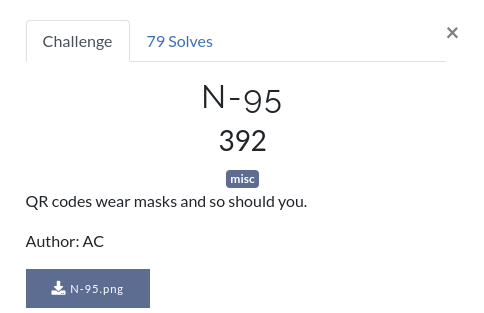 Challenge
79 Solves
×
N-95
392
misc
QR codes wear masks and so should you.
Author: AC
N-95.png